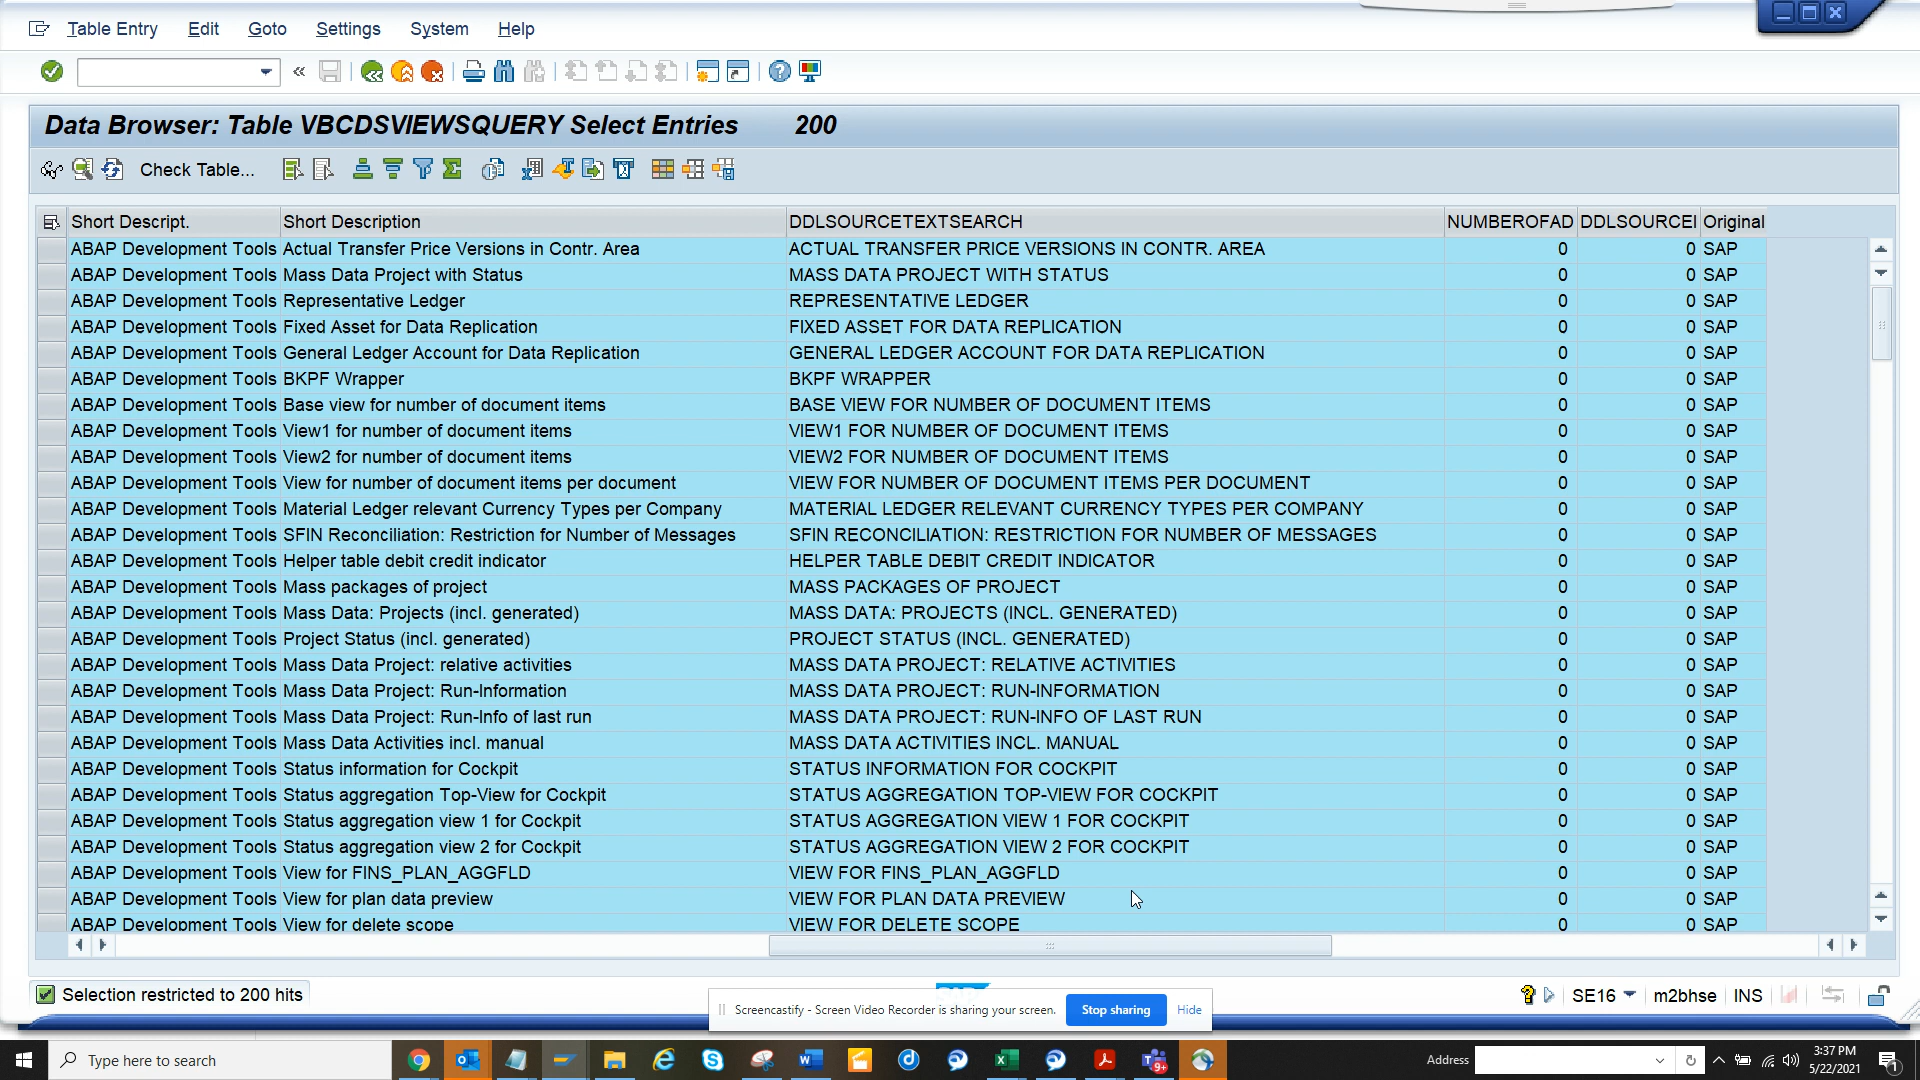 Table Entry Edit Goto Settings System Help
Data Browser: Table VBCDSVIEWSQUERY Select Entries 200
Check Table...
Short Descript. Short Description DDLSOURCETEXTSEARCH NUMBEROFAD DDLSOURCEI Original
ABAP Development Tools Actual Transfer Price Versions in Contr. Area ACTUAL TRANSFER PRICE VERSIONS IN CONTR. AREA 0 0 SAP
ABAP Development Tools Mass Data Project with Status MASS DATA PROJECT WITH STATUS 0 0 SAP
ABAP Development Tools Representative Ledger REPRESENTATIVE LEDGER 0 0 SAP
ABAP Development Tools Fixed Asset for Data Replication FIXED ASSET FOR DATA REPLICATION 0 0 SAP
ABAP Development Tools General Ledger Account for Data Replication GENERAL LEDGER ACCOUNT FOR DATA REPLICATION 0 0 SAP
ABAP Development Tools BKPF Wrapper BKPF WRAPPER 0 0 SAP
ABAP Development Tools Base view for number of document items BASE VIEW FOR NUMBER OF DOCUMENT ITEMS 0 0 SAP
ABAP Development Tools View1 for number of document items VIEW1 FOR NUMBER OF DOCUMENT ITEMS 0 0 SAP
ABAP Development Tools View2 for number of document items VIEW2 FOR NUMBER OF DOCUMENT ITEMS 0 0 SAP
ABAP Development Tools View for number of document items per document VIEW FOR NUMBER OF DOCUMENT ITEMS PER DOCUMENT 0 0 SAP
ABAP Development Tools Material Ledger relevant Currency Types per Company MATERIAL LEDGER RELEVANT CURRENCY TYPES PER COMPANY 0 0 SAP
ABAP Development Tools SFIN Reconciliation: Restriction for Number of Messages SFIN RECONCILIATION: RESTRICTION FOR NUMBER OF MESSAGES 0 0 SAP
ABAP Development Tools Helper table debit credit indicator HELPER TABLE DEBIT CREDIT INDICATOR 0 0 SAP
ABAP Development Tools Mass packages of project MASS PACKAGES OF PROJECT 0 0 SAP
ABAP Development Tools Mass Data: Projects (incl. generated) MASS DATA: PROJECTS (INCL. GENERATED) 0 0 SAP
ABAP Development Tools Project Status (incl. generated) PROJECT STATUS (INCL. GENERATED) 0 0 SAP
ABAP Development Tools Mass Data Project: relative activities MASS DATA PROJECT: RELATIVE ACTIVITIES 0 0 SAP
ABAP Development Tools Mass Data Project: Run-Information MASS DATA PROJECT: RUN-INFORMATION 0 0 SAP
ABAP Development Tools Mass Data Project: Run-Info of last run MASS DATA PROJECT: RUN-INFO OF LAST RUN 0 0 SAP
ABAP Development Tools Mass Data Activities incl. manual MASS DATA ACTIVITIES INCL. MANUAL 0 0 SAP
ABAP Development Tools Status information for Cockpit STATUS INFORMATION FOR COCKPIT 0 0 SAP
ABAP Development Tools Status aggregation Top-View for Cockpit STATUS AGGREGATION TOP-VIEW FOR COCKPIT 0 0 SAP
ABAP Development Tools Status aggregation view 1 for Cockpit STATUS AGGREGATION VIEW 1 FOR COCKPIT 0 0 SAP
ABAP Development Tools Status aggregation view 2 for Cockpit STATUS AGGREGATION VIEW 2 FOR COCKPIT 0 0 SAP
ABAP Development Tools View for FINS_PLAN_AGGFLD VIEW FOR FINS_PLAN_AGGFLD 0 0 SAP
ABAP Development Tools View for plan data preview VIEW FOR PLAN DATA PREVIEW 0 0 SAP
ABAP Development Tools View for delete scope VIEW FOR DELETE SCOPE 0 0 SAP
Selection restricted to 200 hits SE16 m2bhse INS
Screencastify - Screen Video Recorder is sharing your screen. Stop sharing Hide
Type here to search 9+ Address 3:37 PM
5/22/2021 1